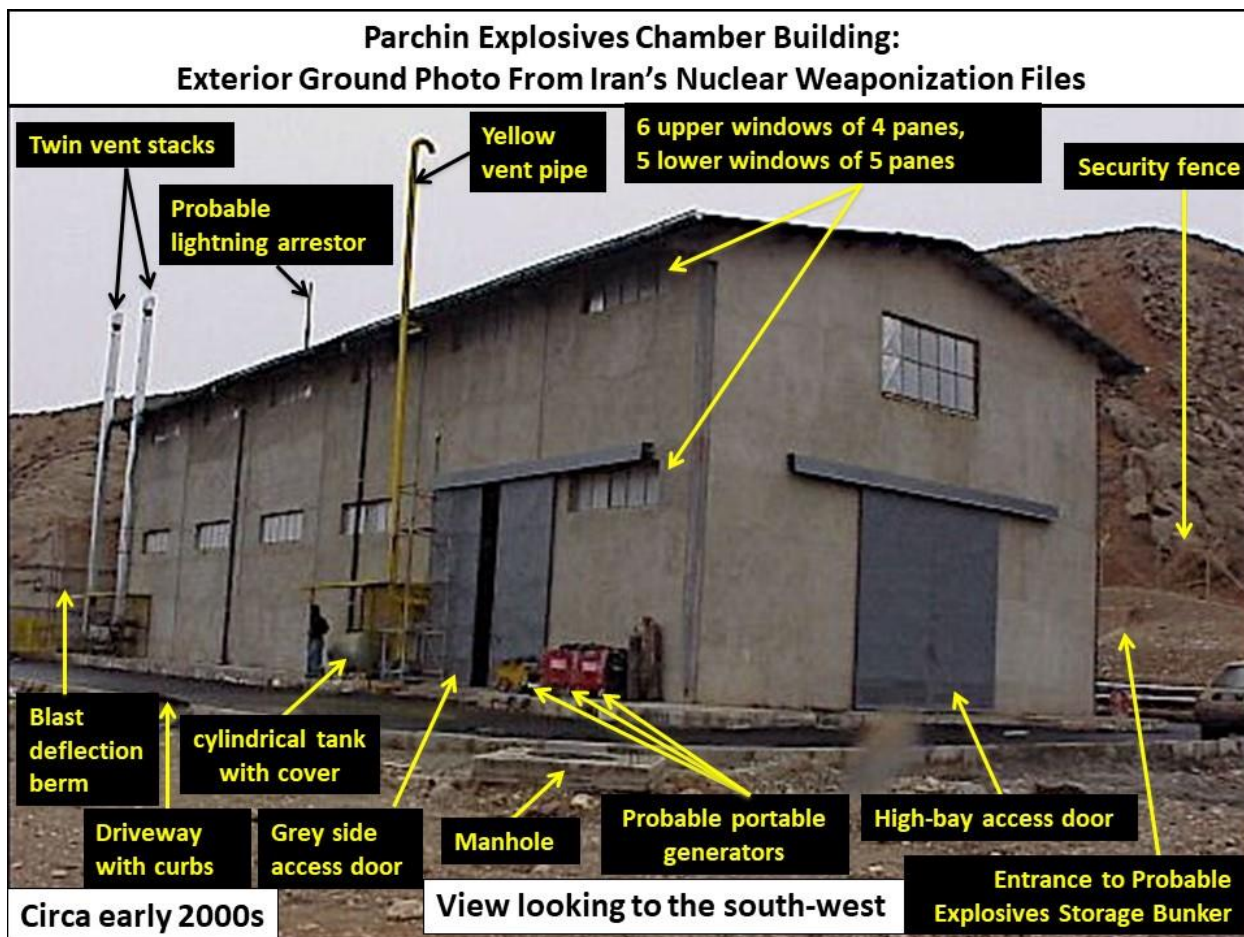 Parchin Explosives Chamber Building:
Exterior Ground Photo From Iran's Nuclear Weaponization Files
Twin vent stacks
Probable
lightning arrestor
Yellow
vent pipe
6 upper windows of 4 panes,
5 lower windows of 5 panes
Security fence
Blast
deflection
berm
cylindrical tank
with cover
Driveway
with curbs
Grey side
access door
Manhole
Probable portable
generators
High-bay access door
Entrance to Probable
Explosives Storage Bunker
Circa early 2000s
View looking to the south-west